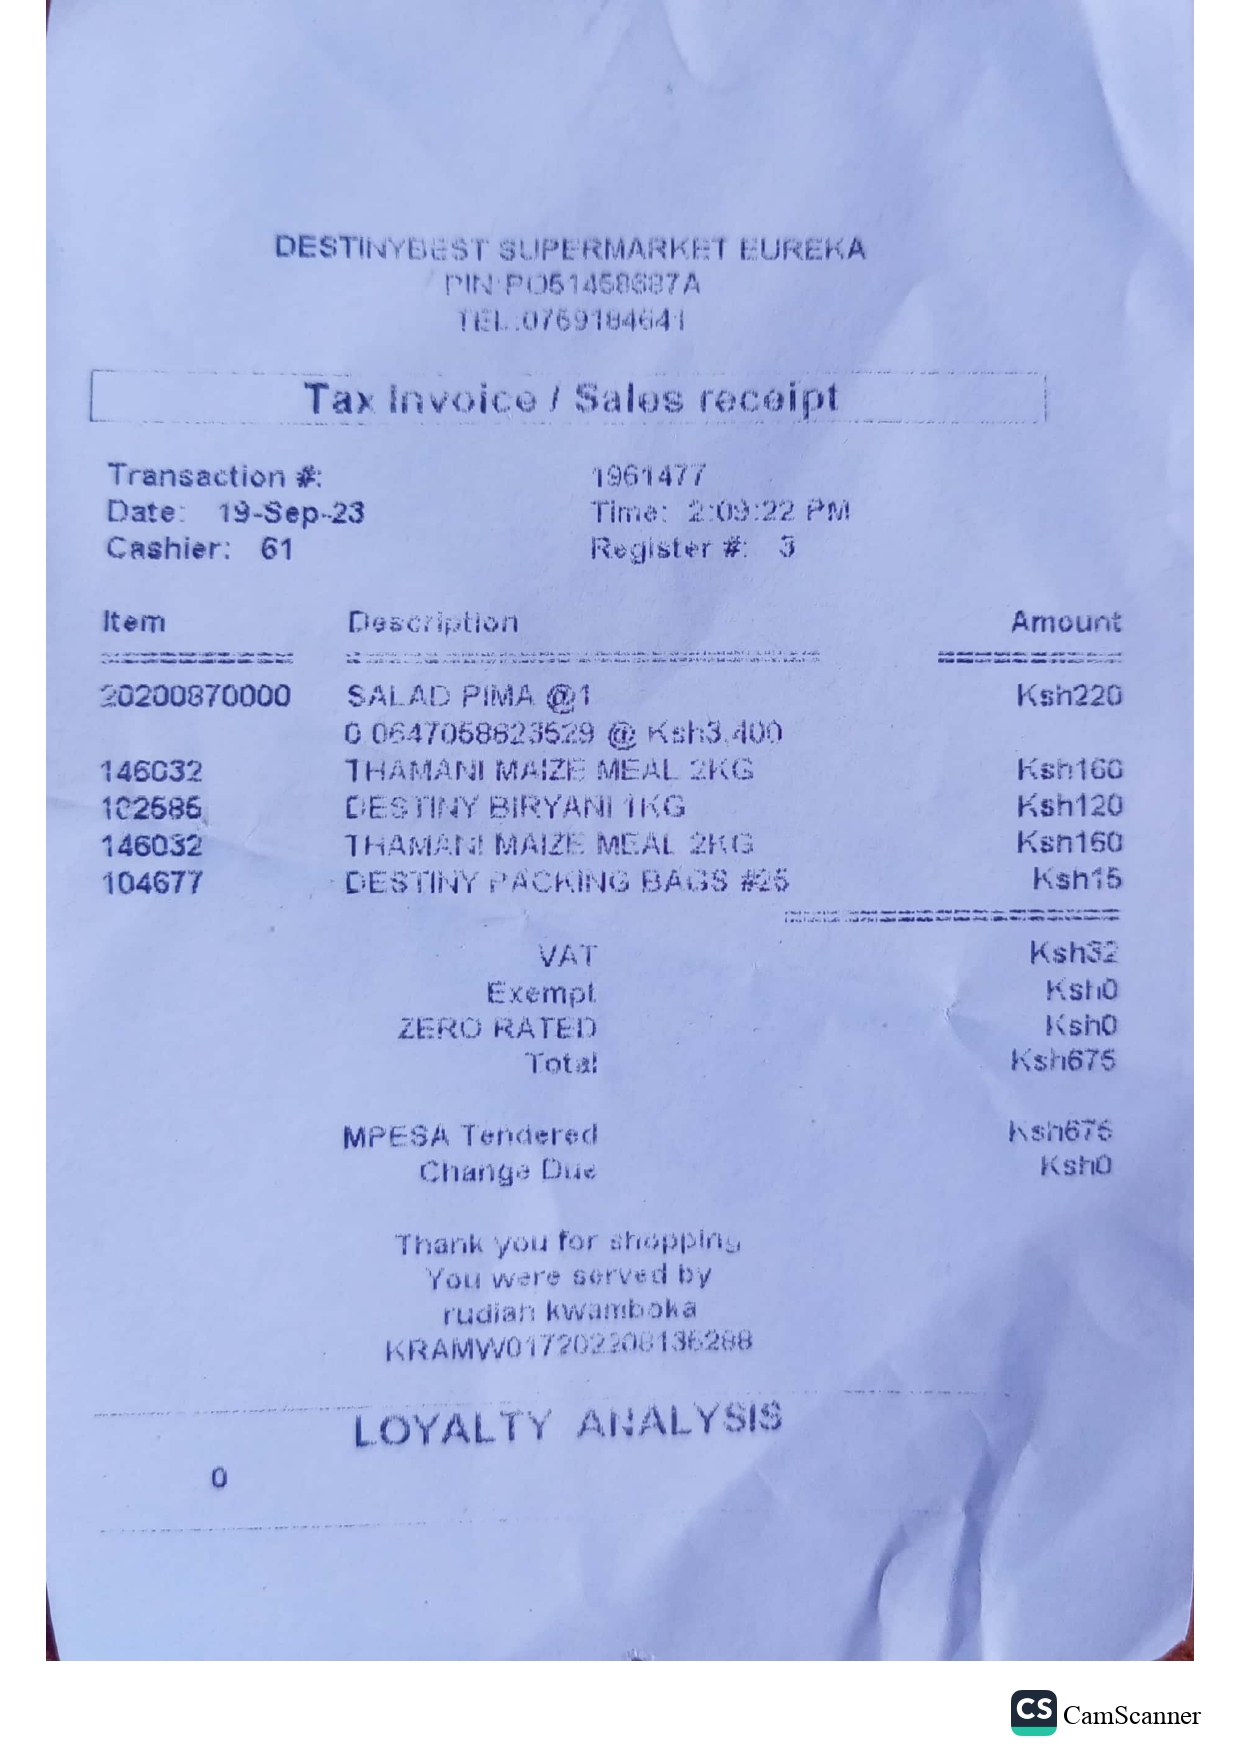 DESTINYBEST SUPERMARKET EUREKA
PIN:P051458687A
TEL:0769184641
Tax Invoice / Sales receipt
Transaction #: 1961477
Date: 19-Sep-23 Time: 2:09:22 PM
Cashier: 61 Register #: 3
Item Description Amount
20200870000 SALAD PIMA @1 Ksh220
0.0647058823529 @ Ksh3,400
146032 THAMANI MAIZE MEAL 2KG Ksh160
102585 DESTINY BIRYANI 1KG Ksh120
146032 THAMANI MAIZE MEAL 2KG Ksh160
104677 DESTINY PACKING BAGS #25 Ksh15
VAT Ksh32
Exempt Ksh0
ZERO RATED Ksh0
Total Ksh675
MPESA Tendered Ksh675
Change Due Ksh0
Thank you for shopping
You were served by
rudiah kwamboka
KRAMW017202208136288
LOYALTY ANALYSIS
0
CS CamScanner